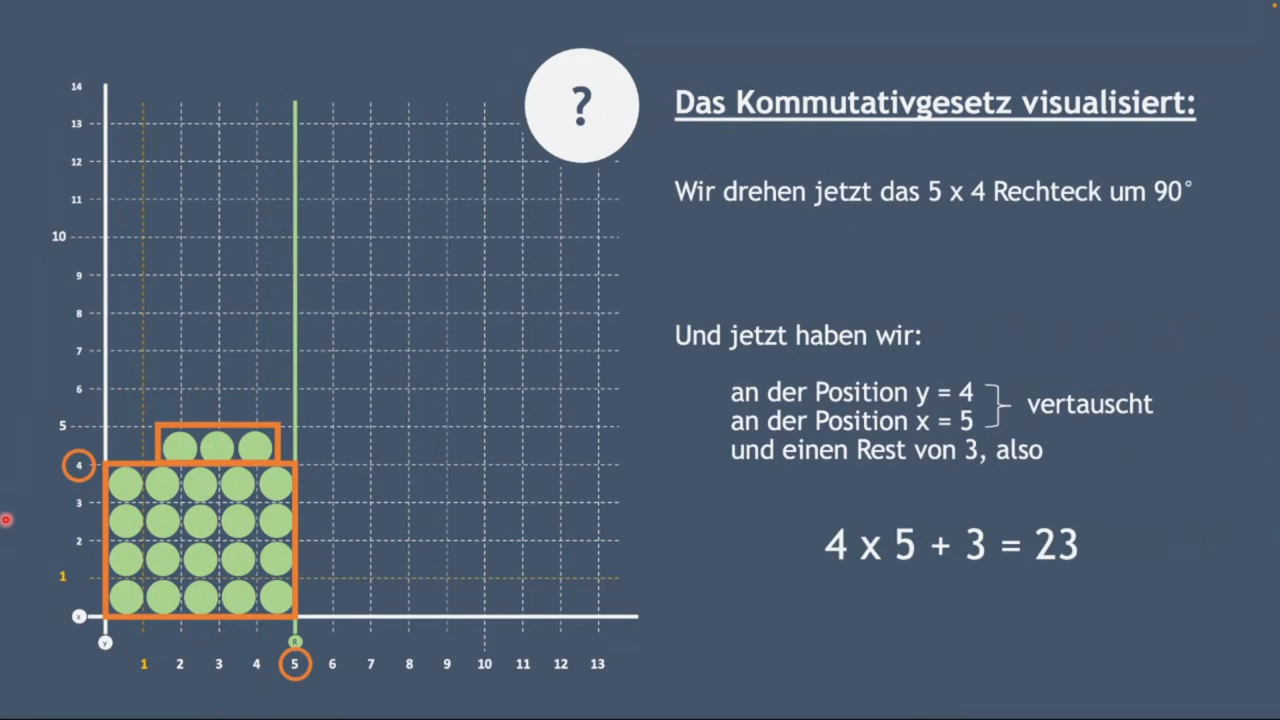 ?
Das Kommutativgesetz visualisiert:
Wir drehen jetzt das 5 x 4 Rechteck um 90°
Und jetzt haben wir:
an der Position y = 4
an der Position x = 5
vertauscht
und einen Rest von 3, also
4 x 5 + 3 = 23
14
13
12
11
10
9
8
7
6
5
4
3
2
1
x
y
R
1 2 3 4 5 6 7 8 9 10 11 12 13